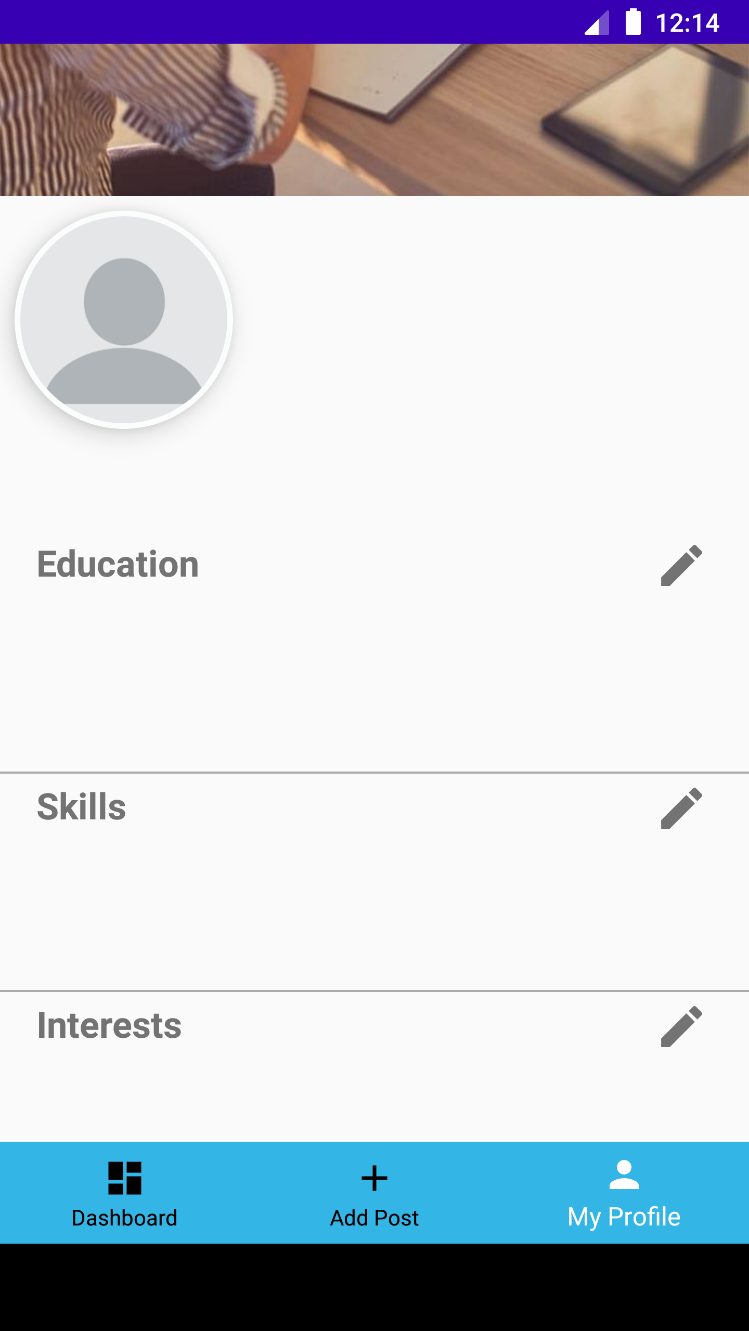 12:14
Education
Skills
Interests
Dashboard
Add Post
My Profile